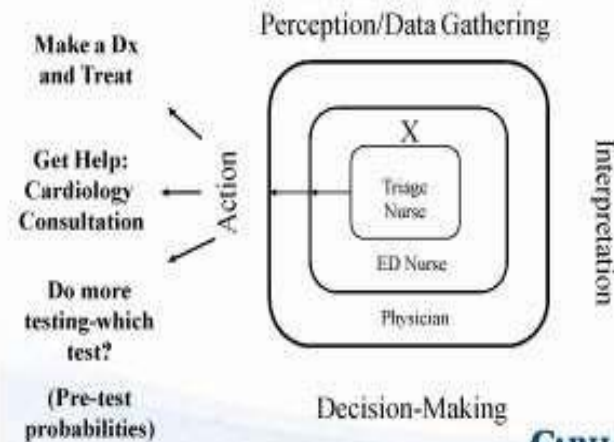 Perception/Data Gathering
Make a Dx
and Treat
Get Help:
Cardiology
Consultation
Do more
testing-which
test?
(Pre-test
probabilities)
Action
X
Triage
Nurse
ED Nurse
Physician
Interpretation
Decision-Making